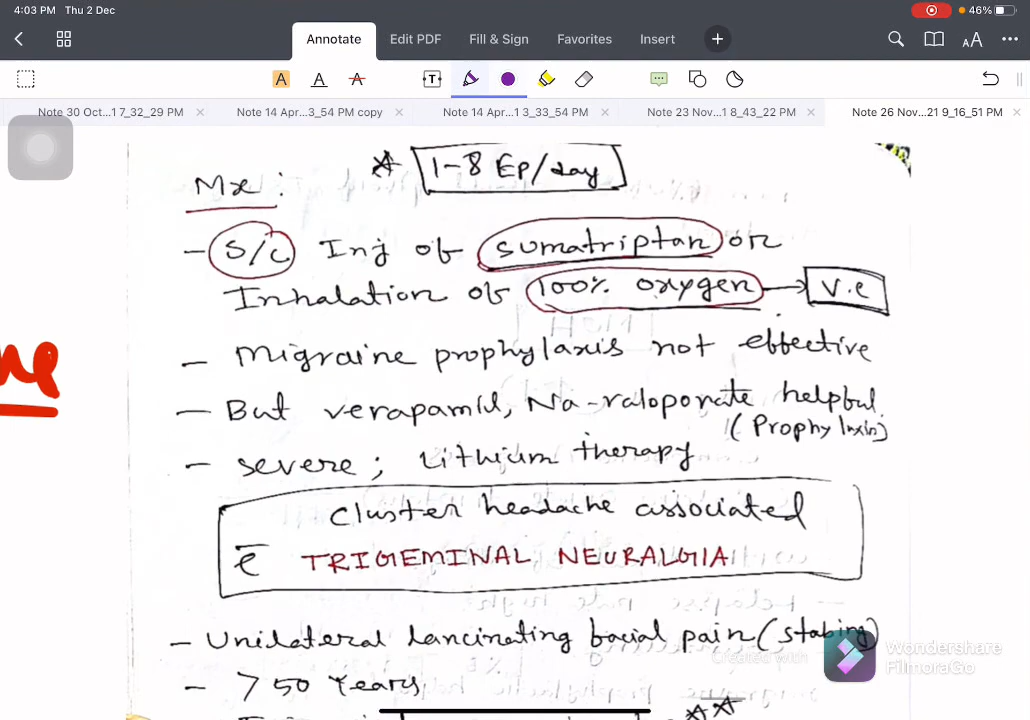 4:03 PM Thu 2 Dec
46%
Annotate Edit PDF Fill & Sign Favorites Insert
Note 30 Oct...1 7_32_29 PM
Note 14 Apr...3_54 PM copy
Note 14 Apr...1 3_33_54 PM
Note 23 Nov...1 8_43_22 PM
Note 26 Nov...21 9_16_51 PM
1-8 Ep/day
Mx :
- S/C Inj of sumatriptan or
Inhalation of 100% oxygen → V.e
- Migraine prophylaxis not effective
- But verapamil, Na-valoporate helpful
(Prophylaxis)
- severe ; Lithium therapy
Cluster headache associated
c̄ TRIGEMINAL NEURALGIA
- Unilateral lancinating facial pain (stabing)
- > 50 Years
Created with
Wondershare
FilmoraGo